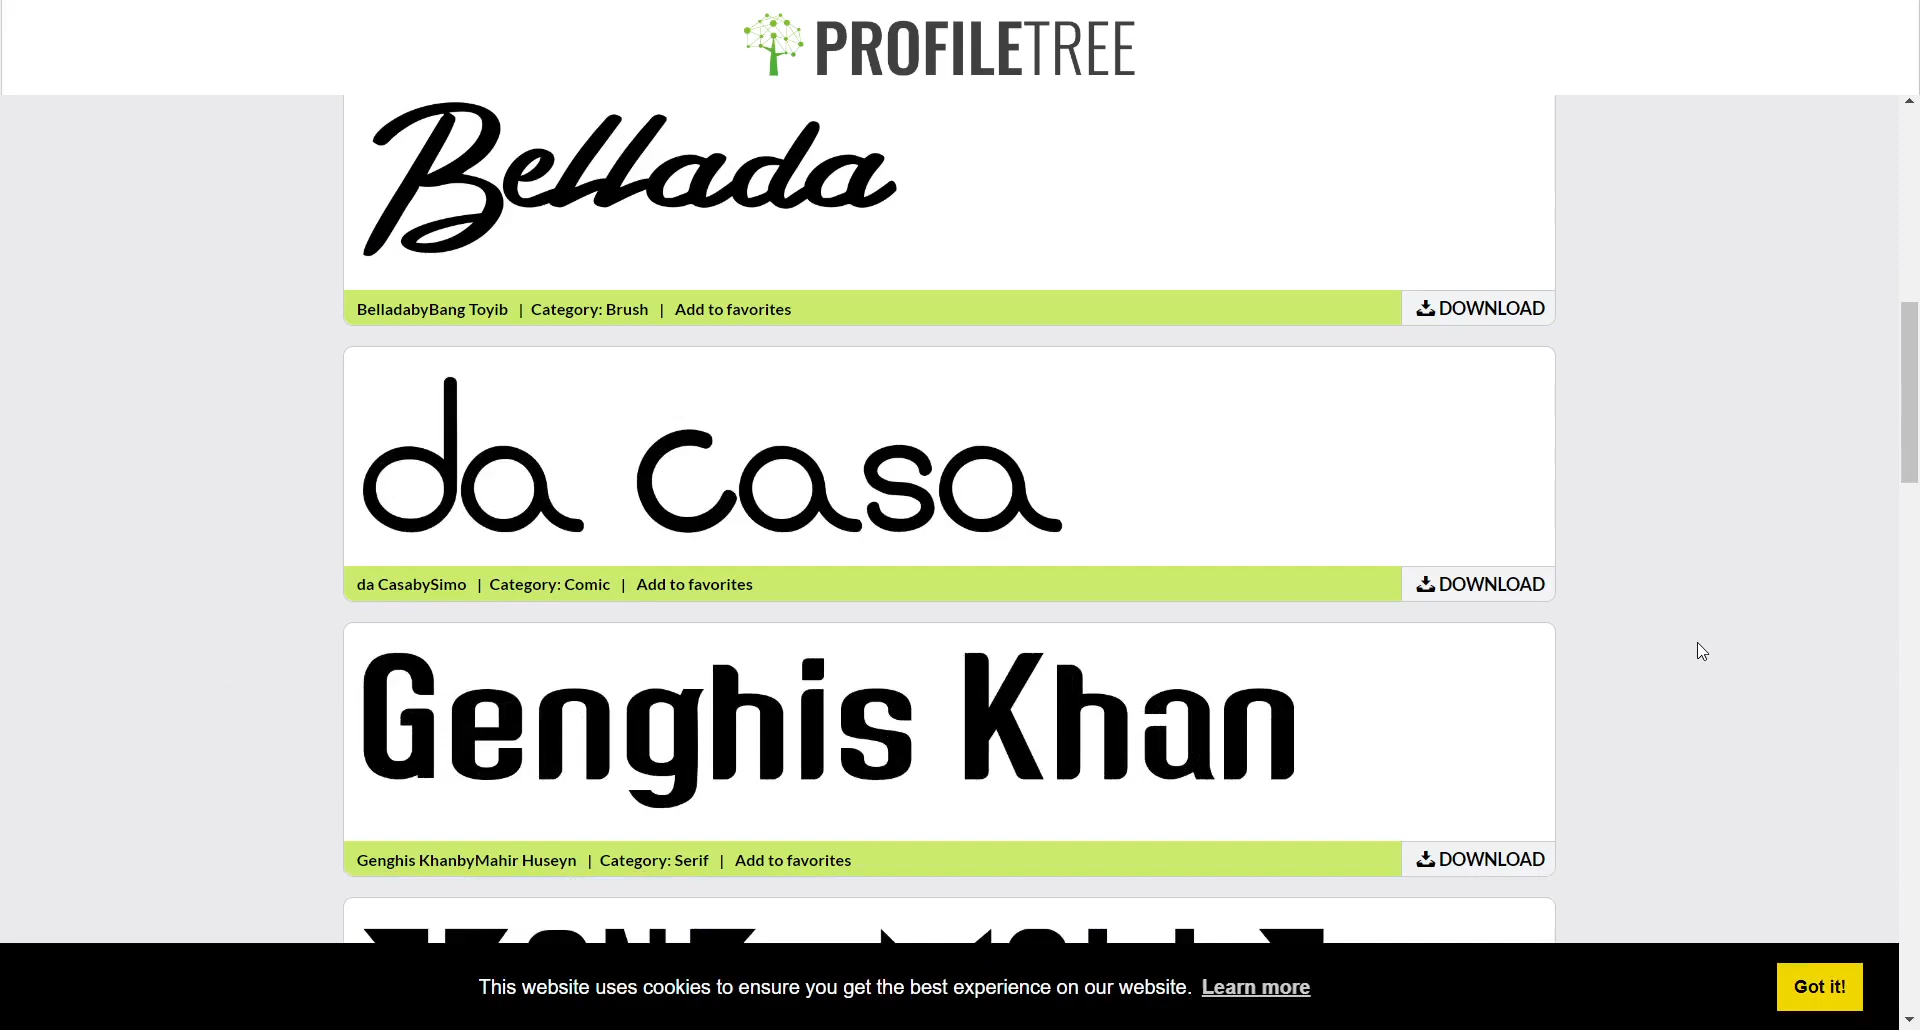 PROFILETREE
Bellada
BelladabyBang Toyib | Category: Brush | Add to favorites
DOWNLOAD
da casa
da CasabySimo | Category: Comic | Add to favorites
DOWNLOAD
Genghis Khan
Genghis KhanbyMahir Huseyn | Category: Serif | Add to favorites
DOWNLOAD
This website uses cookies to ensure you get the best experience on our website. Learn more
Got it!